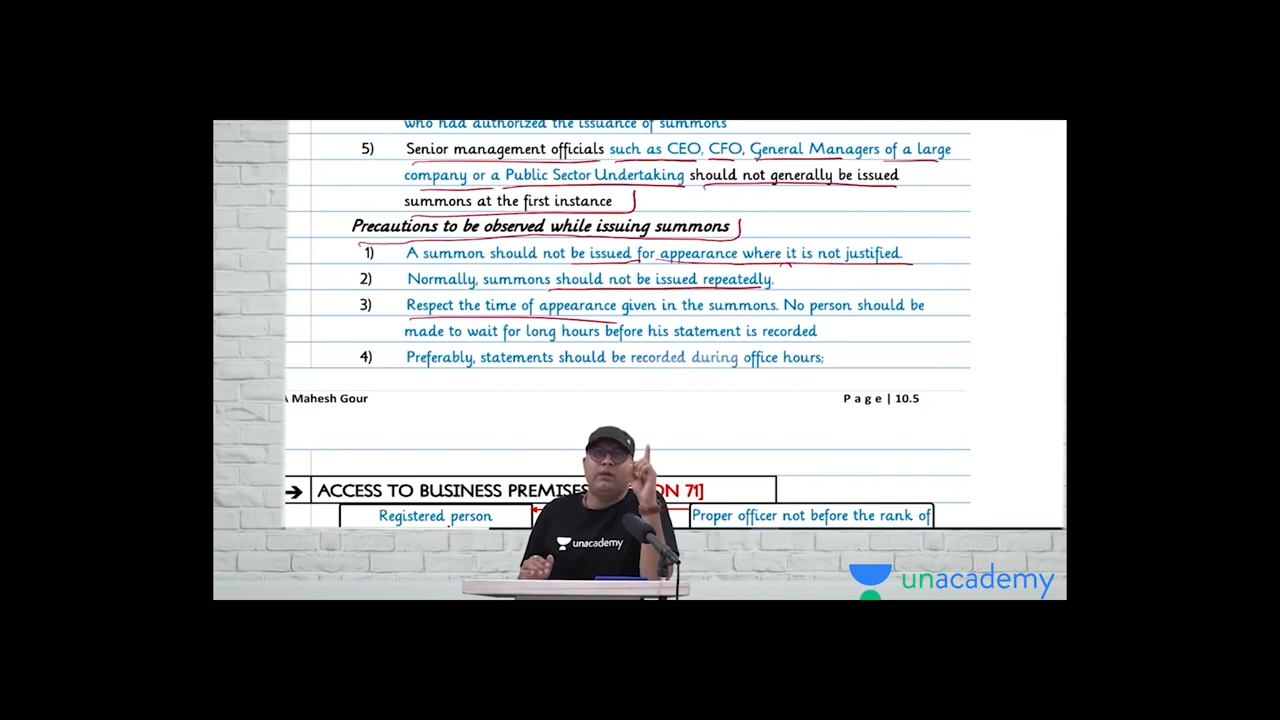 who had authorized the issuance of summons
5) Senior management officials such as CEO, CFO, General Managers of a large
company or a Public Sector Undertaking should not generally be issued
summons at the first instance
Precautions to be observed while issuing summons
1) A summon should not be issued for appearance where it is not justified.
2) Normally, summons should not be issued repeatedly.
3) Respect the time of appearance given in the summons. No person should be
made to wait for long hours before his statement is recorded
4) Preferably, statements should be recorded during office hours;
Mahesh Gour
Page | 10.5
→ ACCESS TO BUSINESS PREMISES ON 71]
Registered person
Proper officer not before the rank of
unacademy
unacademy